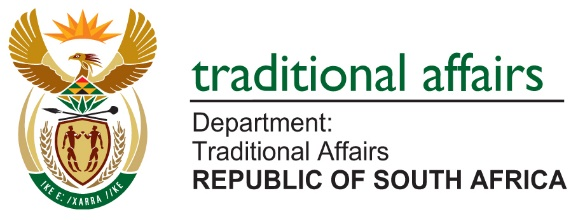 traditional affairs
Department:
Traditional Affairs
REPUBLIC OF SOUTH AFRICA
!KE E: /XARRA //KE